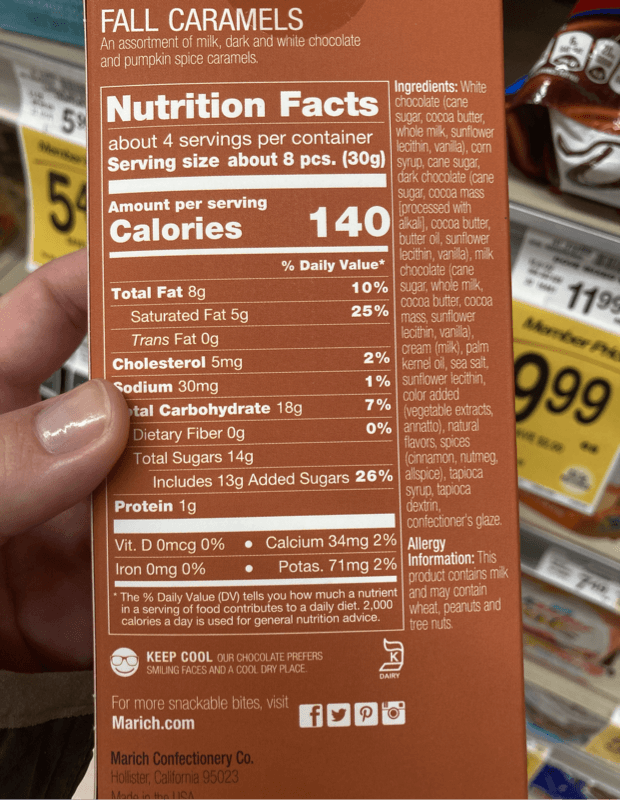 FALL CARAMELS
An assortment of milk, dark and white chocolate
and pumpkin spice caramels.
Nutrition Facts
about 4 servings per container
Serving size about 8 pcs. (30g)
Amount per serving
Calories 140
% Daily Value*
Total Fat 8g 10%
Saturated Fat 5g 25%
Trans Fat 0g
Cholesterol 5mg 2%
Sodium 30mg 1%
tal Carbohydrate 18g 7%
Dietary Fiber 0g 0%
Total Sugars 14g
Includes 13g Added Sugars 26%
Protein 1g
Vit. D 0mcg 0% • Calcium 34mg 2%
Iron 0mg 0% • Potas. 71mg 2%
* The % Daily Value (DV) tells you how much a nutrient
in a serving of food contributes to a daily diet. 2,000
calories a day is used for general nutrition advice.
Ingredients: White
chocolate (cane
sugar, cocoa butter,
whole milk, sunflower
lecithin, vanilla), corn
syrup, cane sugar,
dark chocolate (cane
sugar, cocoa mass
[processed with
alkali], cocoa butter,
butter oil, sunflower
lecithin, vanilla), milk
chocolate (cane
sugar, whole milk,
cocoa butter, cocoa
mass, sunflower
lecithin, vanilla),
cream (milk), palm
kernel oil, sea salt,
sunflower lecithin,
color added
(vegetable extracts,
annatto), natural
flavors, spices
(cinnamon, nutmeg,
allspice), tapioca
syrup, tapioca
dextrin,
confectioner's glaze.
Allergy
Information: This
product contains milk
and may contain
wheat, peanuts and
tree nuts.
KEEP COOL OUR CHOCOLATE PREFERS
SMILING FACES AND A COOL DRY PLACE.
K
DAIRY
For more snackable bites, visit
Marich.com
Marich Confectionery Co.
Hollister, California 95023
Made in the USA
5
54
11 99
Member Price
9 99